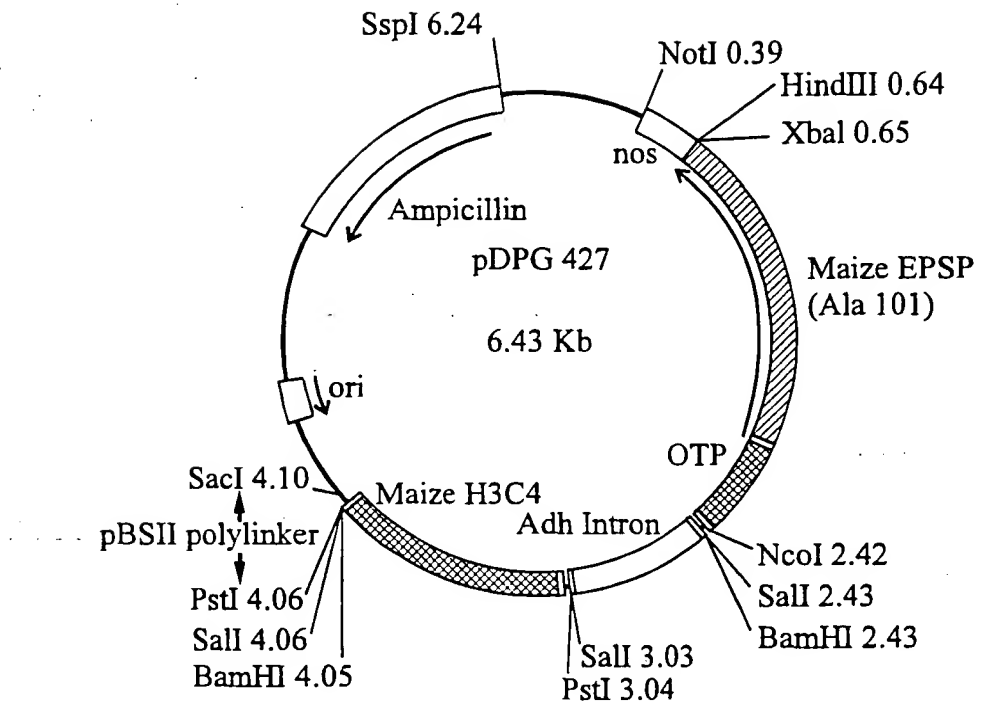 SspI 6.24
NotI 0.39
HindIII 0.64
XbaI 0.65
nos
Ampicillin
pDPG 427
Maize EPSP
(Ala 101)
6.43 Kb
ori
OTP
SacI 4.10
Maize H3C4
Adh Intron
pBSII polylinker
NcoI 2.42
PstI 4.06
SalI 2.43
SalI 4.06
BamHI 2.43
BamHI 4.05
SalI 3.03
PstI 3.04